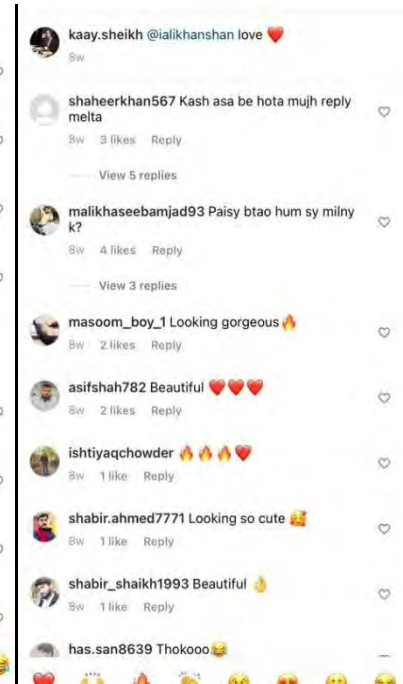 kaay.sheikh @ialikhanshan love ❤️
8w
shaheerkhan567 Kash asa be hota mujh reply
melta
8w 3 likes Reply
View 5 replies
malikhaseebamjad93 Paisy btao hum sy milny
k?
8w 4 likes Reply
View 3 replies
masoom_boy_1 Looking gorgeous🔥
8w 2 likes Reply
asifshah782 Beautiful ❤️❤️❤️
8w 2 likes Reply
ishtiyaqchowder 🔥🔥🔥❤️
8w 1 like Reply
shabir.ahmed7771 Looking so cute 🥰
8w 1 like Reply
shabir_shaikh1993 Beautiful 👌
8w 1 like Reply
has.san8639 Thokooo😂